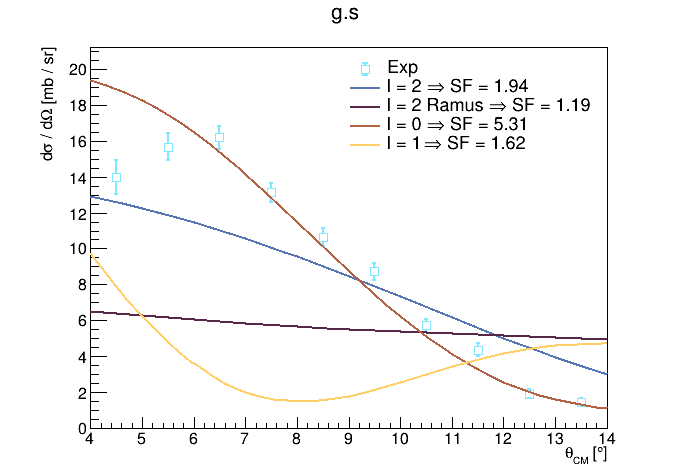 g.s
dσ / dΩ [mb / sr]
Exp
l = 2 ⇒ SF = 1.94
l = 2 Ramus ⇒ SF = 1.19
l = 0 ⇒ SF = 5.31
l = 1 ⇒ SF = 1.62
20
18
16
14
12
10
8
6
4
2
0
4 5 6 7 8 9 10 11 12 13 14
θCM [°]